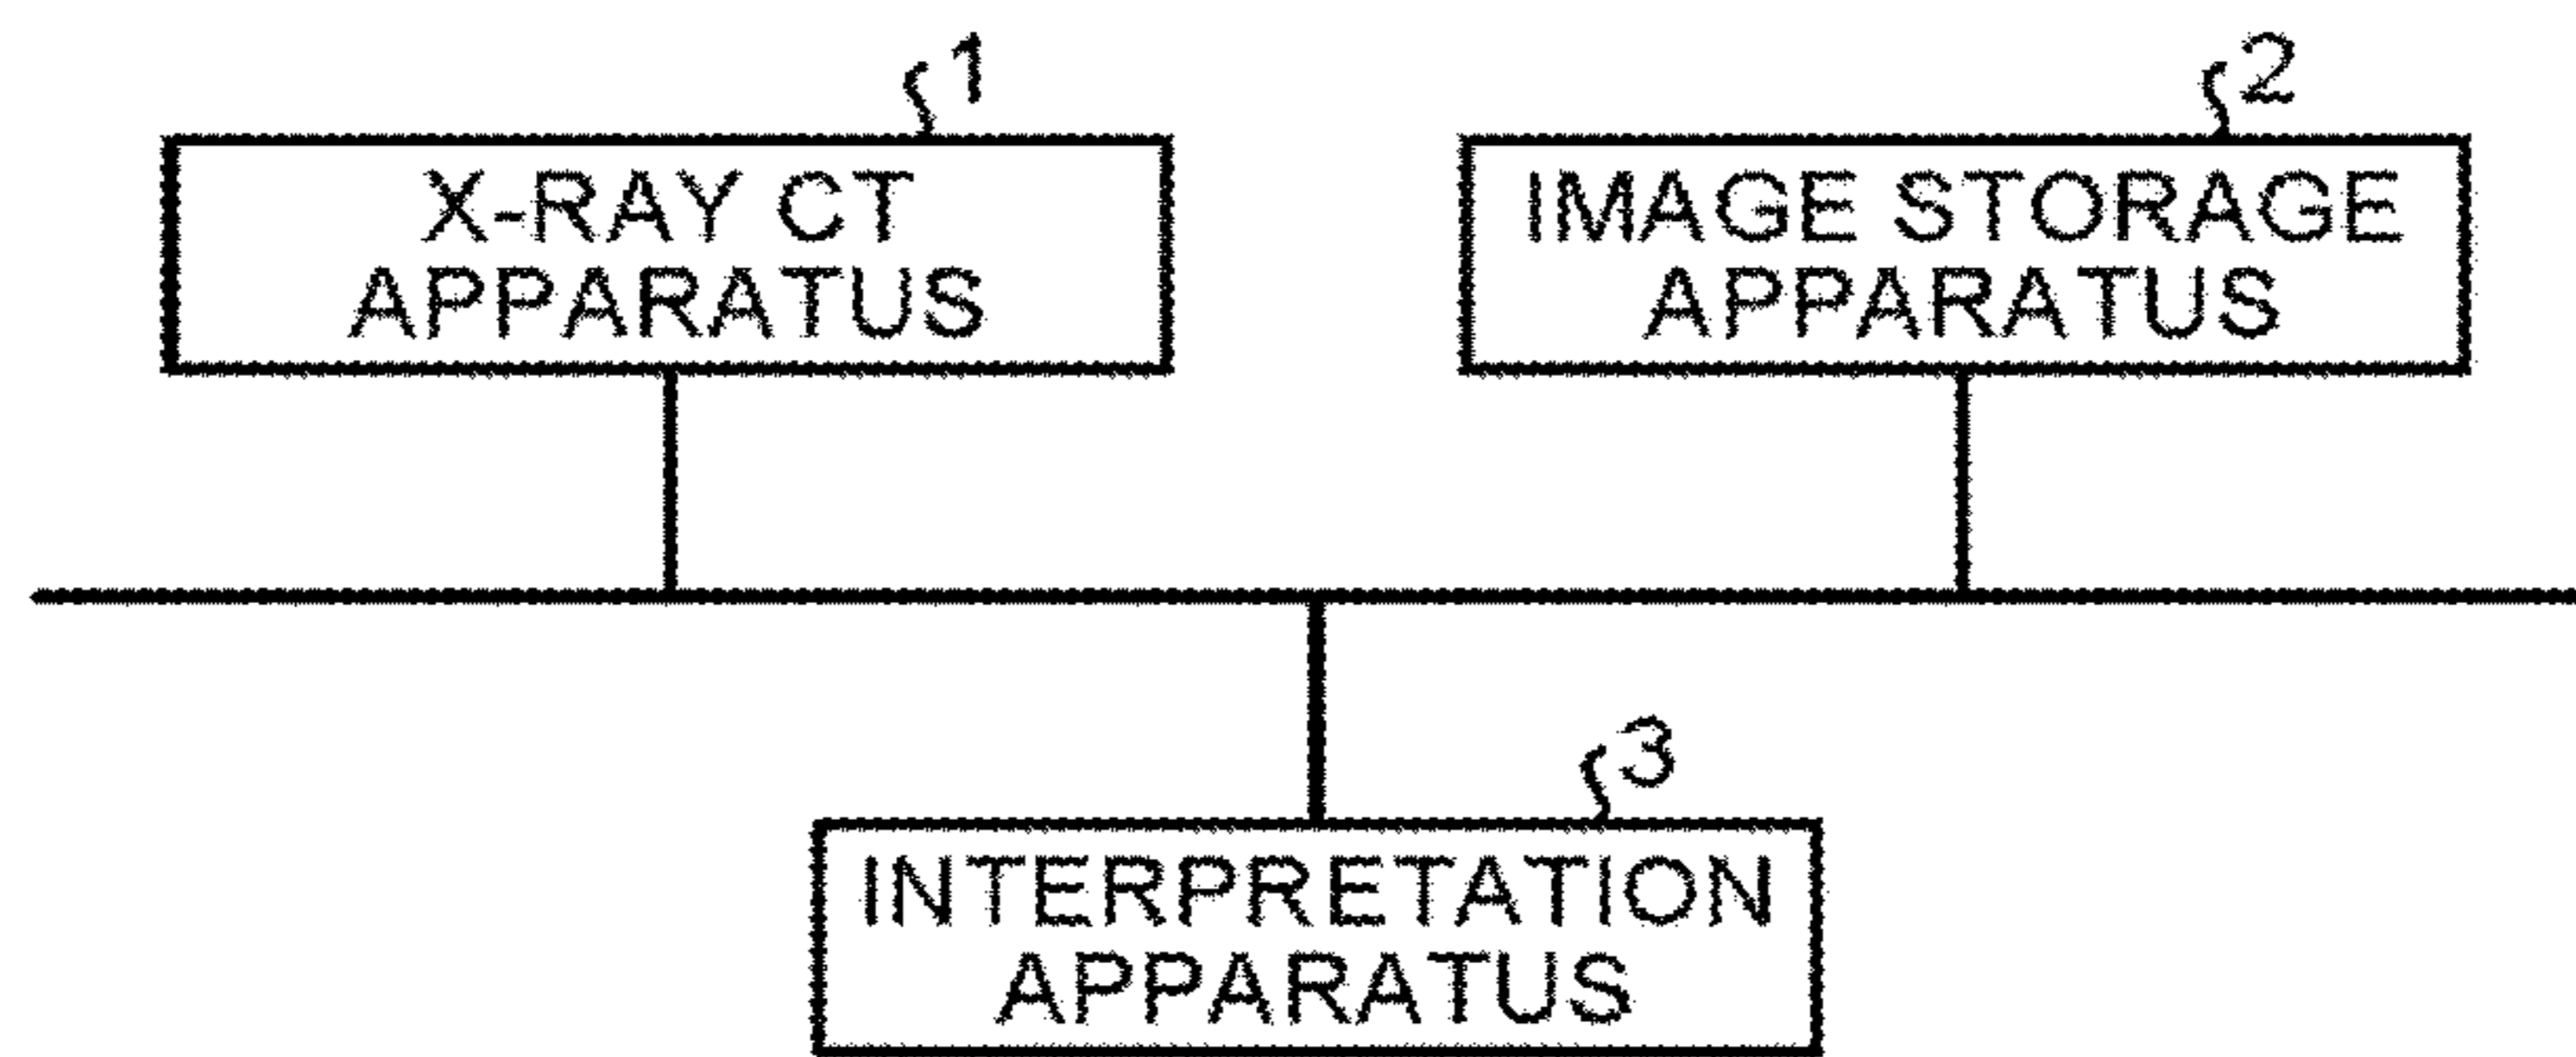 1
X-RAY CT
APPARATUS
2
IMAGE STORAGE
APPARATUS
3
INTERPRETATION
APPARATUS